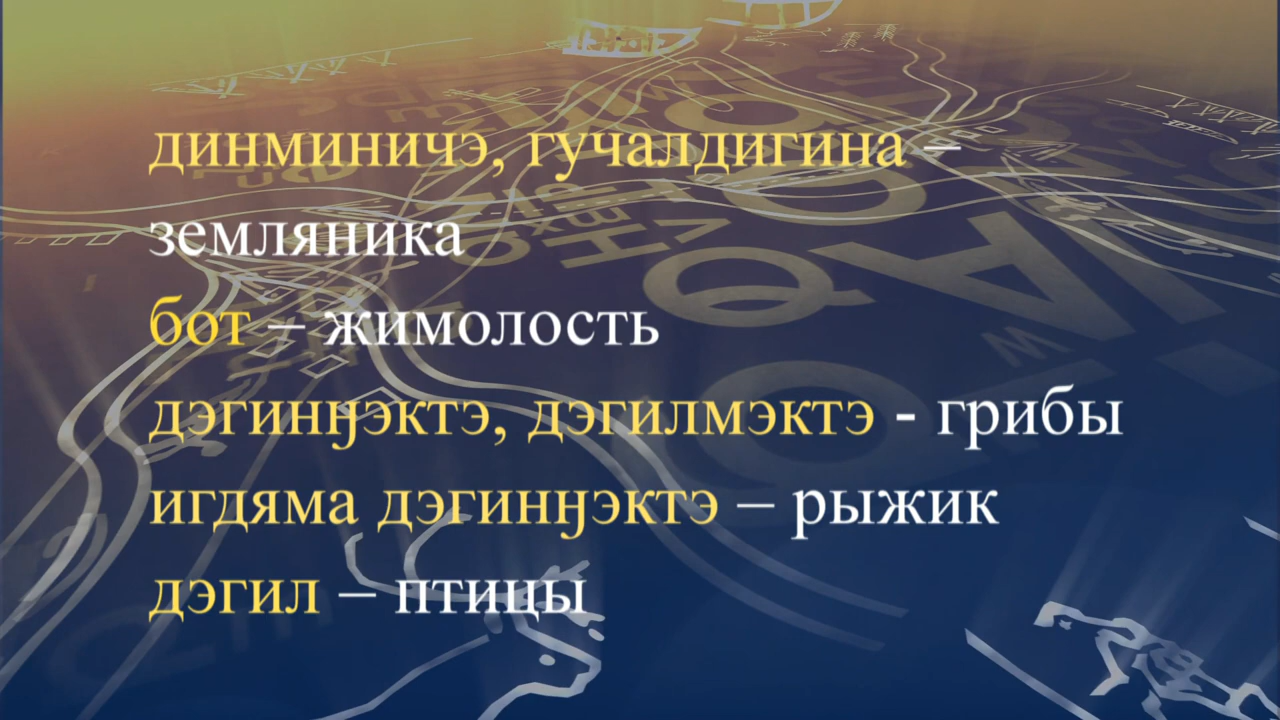 динминичэ, гучалдигина –
земляника
бот – жимолость
дэгинӈэктэ, дэгилмэктэ - грибы
игдяма дэгинӈэктэ – рыжик
дэгил – птицы